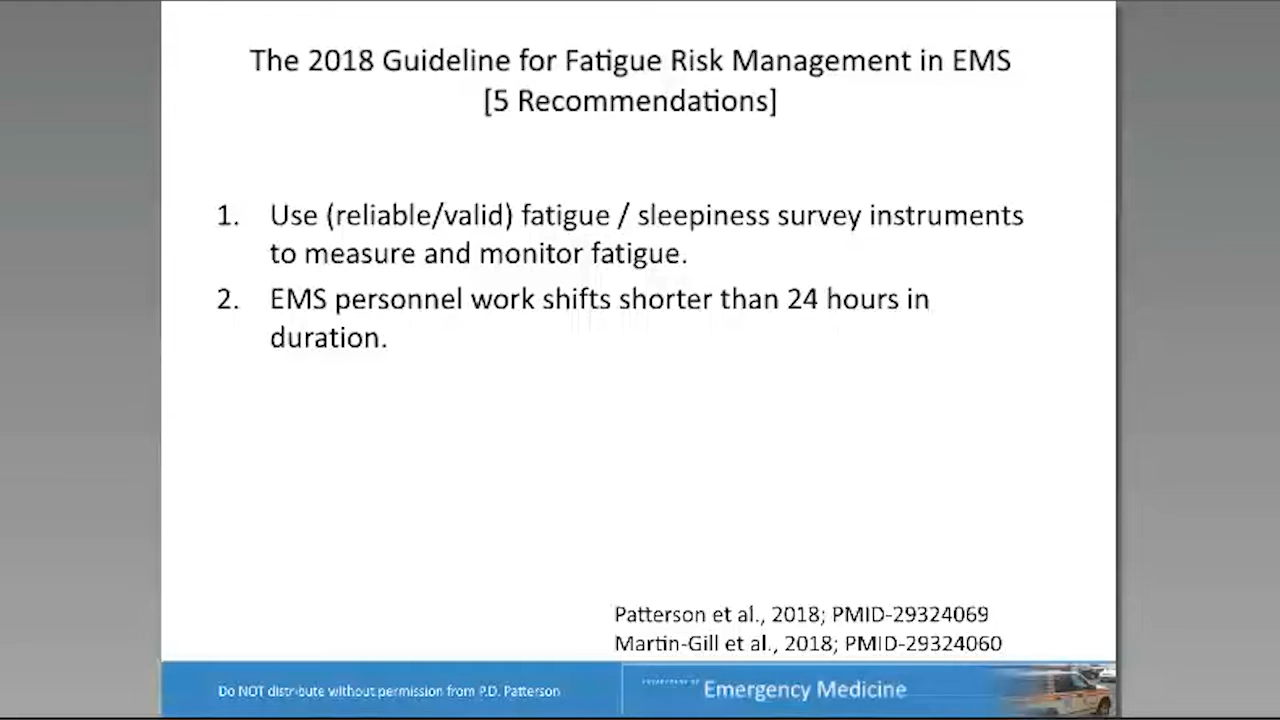 The 2018 Guideline for Fatigue Risk Management in EMS
[5 Recommendations]
1. Use (reliable/valid) fatigue / sleepiness survey instruments
to measure and monitor fatigue.
2. EMS personnel work shifts shorter than 24 hours in
duration.
Patterson et al., 2018; PMID-29324069
Martin-Gill et al., 2018; PMID-29324060
Do NOT distribute without permission from P.D. Patterson
Emergency Medicine